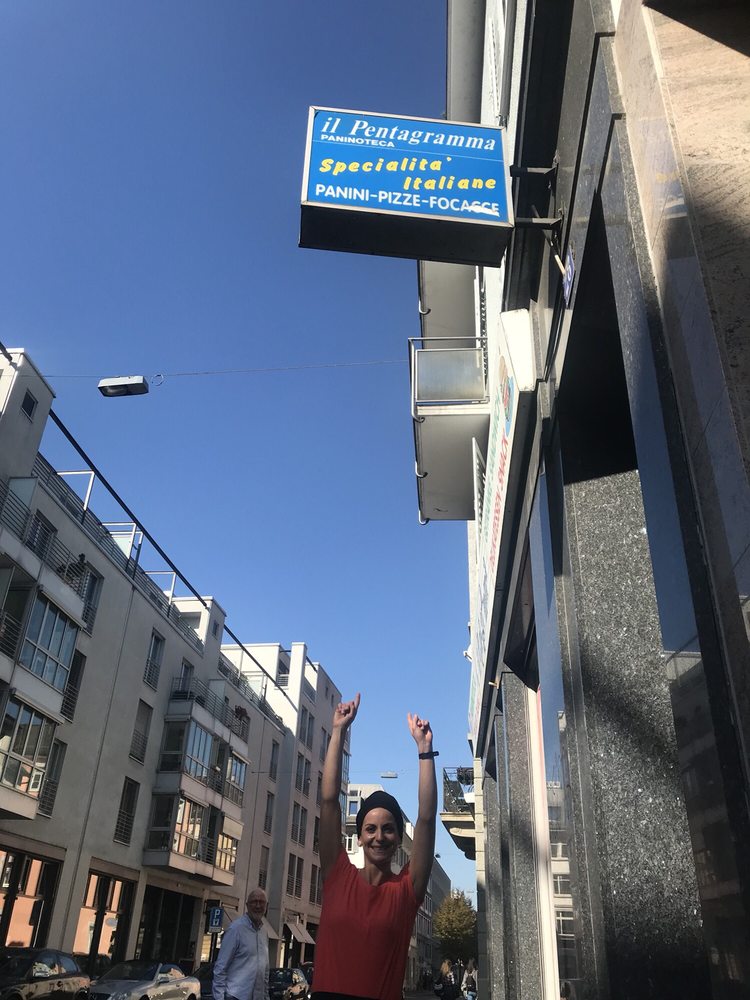 il Pentagramma
PANINOTECA
Specialita'
Italiane
PANINI-PIZZE-FOCACCE
P